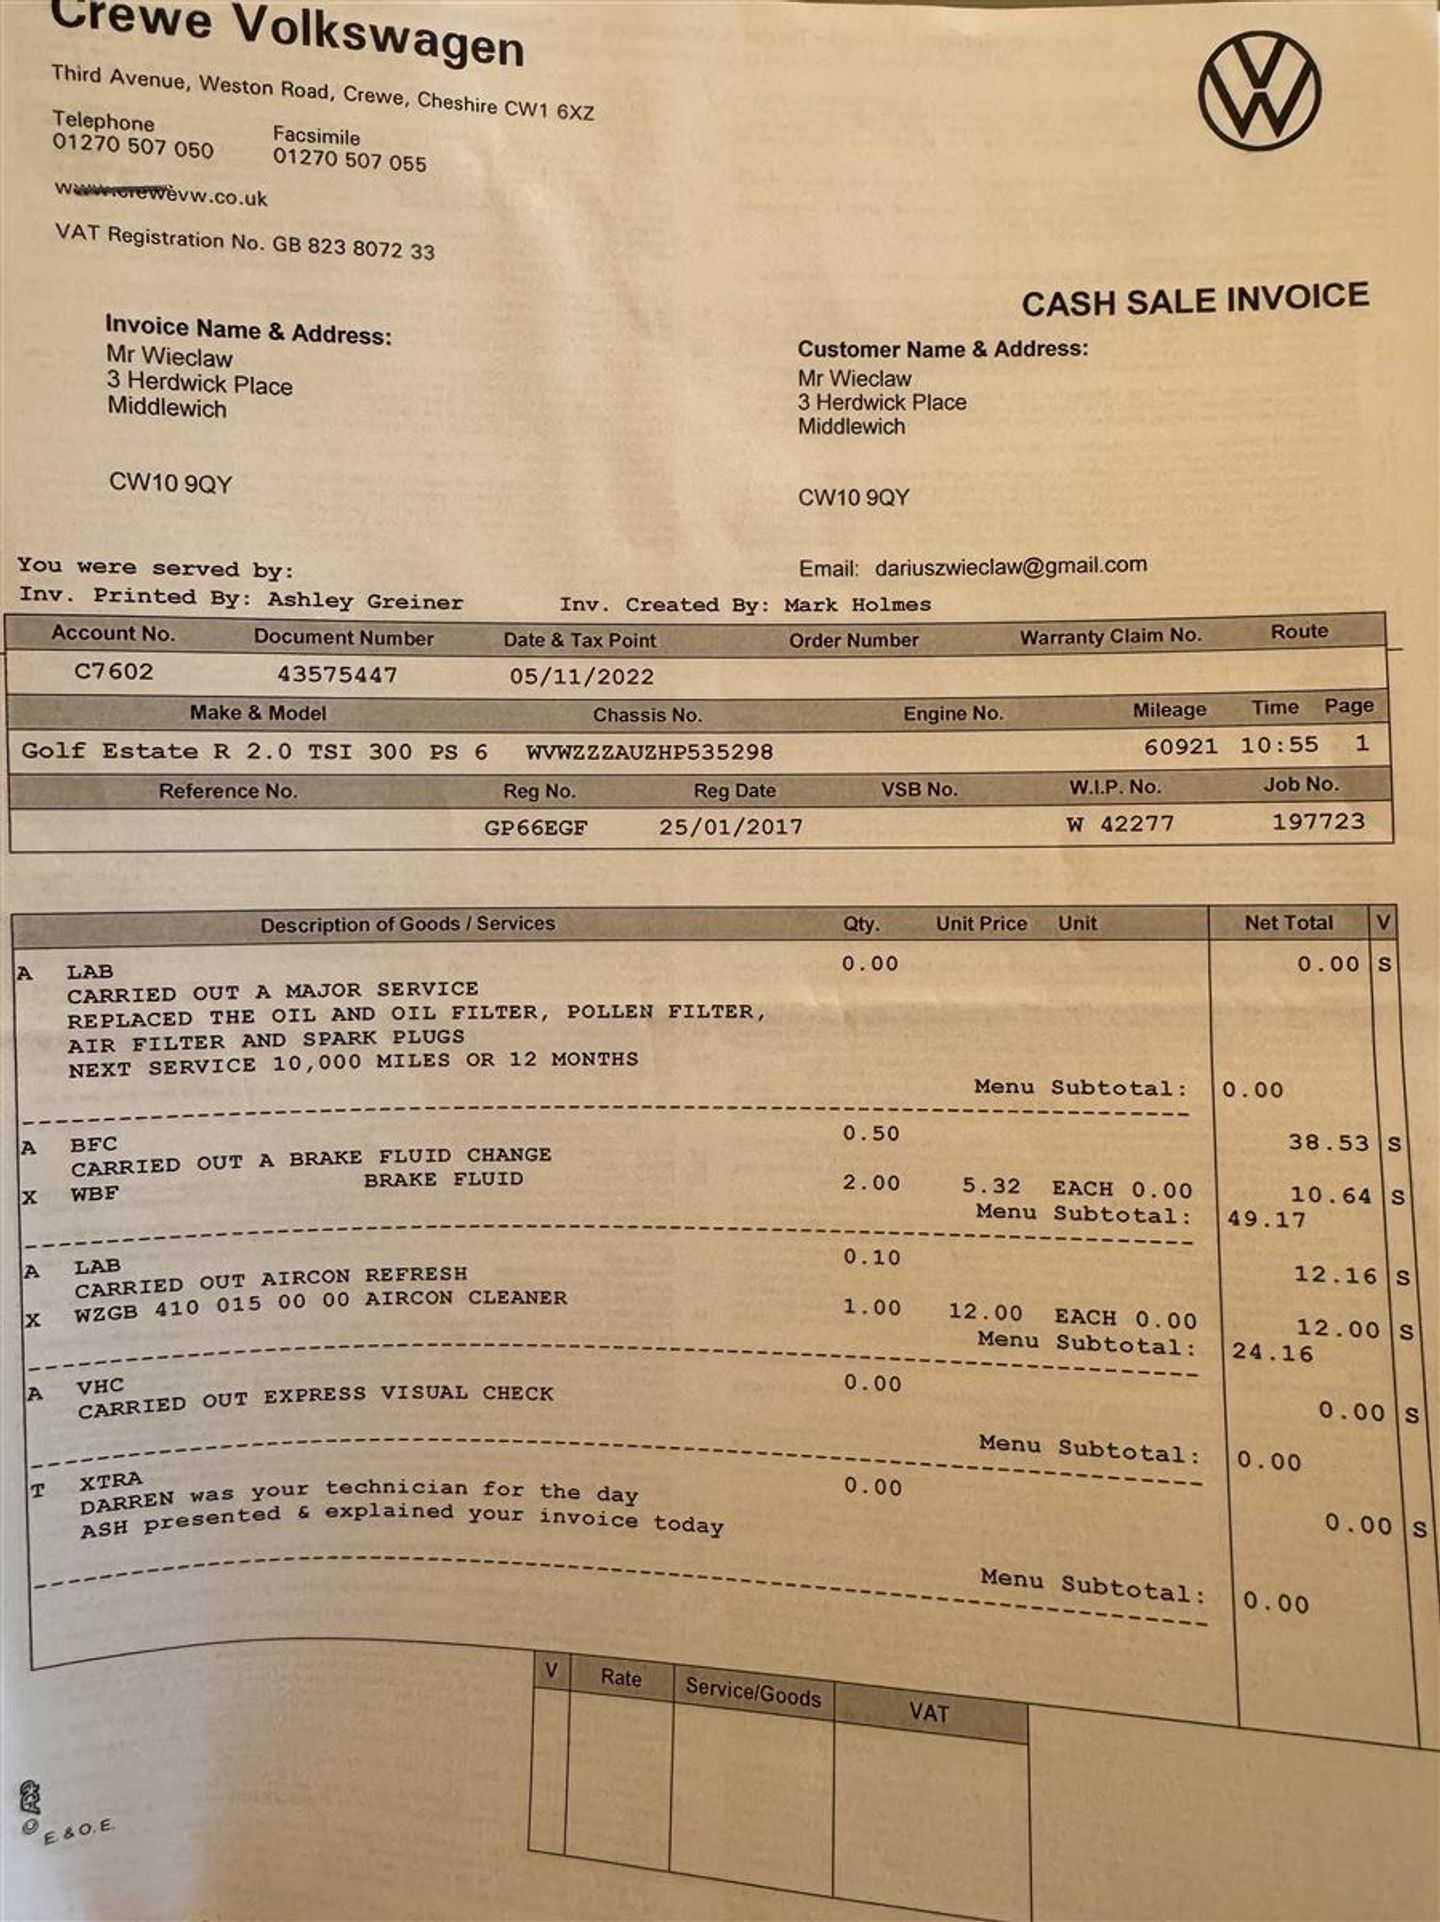 Crewe Volkswagen
Third Avenue, Weston Road, Crewe, Cheshire CW1 6XZ
Telephone Facsimile
01270 507 050 01270 507 055
www.crewevw.co.uk
VAT Registration No. GB 823 8072 33
CASH SALE INVOICE
Invoice Name & Address:
Mr Wieclaw
3 Herdwick Place
Middlewich
CW10 9QY
Customer Name & Address:
Mr Wieclaw
3 Herdwick Place
Middlewich
CW10 9QY
You were served by:
Email: dariuszwieclaw@gmail.com
Inv. Printed By: Ashley Greiner Inv. Created By: Mark Holmes
Account No. Document Number Date & Tax Point Order Number Warranty Claim No. Route
C7602 43575447 05/11/2022
Make & Model Chassis No. Engine No. Mileage Time Page
Golf Estate R 2.0 TSI 300 PS 6 WVWZZZAUZHP535298 60921 10:55 1
Reference No. Reg No. Reg Date VSB No. W.I.P. No. Job No.
GP66EGF 25/01/2017 W 42277 197723
Description of Goods / Services Qty. Unit Price Unit Net Total V
A LAB 0.00 0.00 S
CARRIED OUT A MAJOR SERVICE
REPLACED THE OIL AND OIL FILTER, POLLEN FILTER,
AIR FILTER AND SPARK PLUGS
NEXT SERVICE 10,000 MILES OR 12 MONTHS
Menu Subtotal: 0.00
A BFC 0.50 38.53 S
CARRIED OUT A BRAKE FLUID CHANGE
X WBF BRAKE FLUID 2.00 5.32 EACH 0.00 10.64 S
Menu Subtotal: 49.17
A LAB 0.10 12.16 S
CARRIED OUT AIRCON REFRESH
X WZGB 410 015 00 00 AIRCON CLEANER 1.00 12.00 EACH 0.00 12.00 S
Menu Subtotal: 24.16
A VHC 0.00 0.00 S
CARRIED OUT EXPRESS VISUAL CHECK
Menu Subtotal: 0.00
T XTRA 0.00 0.00 S
DARREN was your technician for the day
ASH presented & explained your invoice today
Menu Subtotal: 0.00
V Rate Service/Goods VAT
E. & O. E.